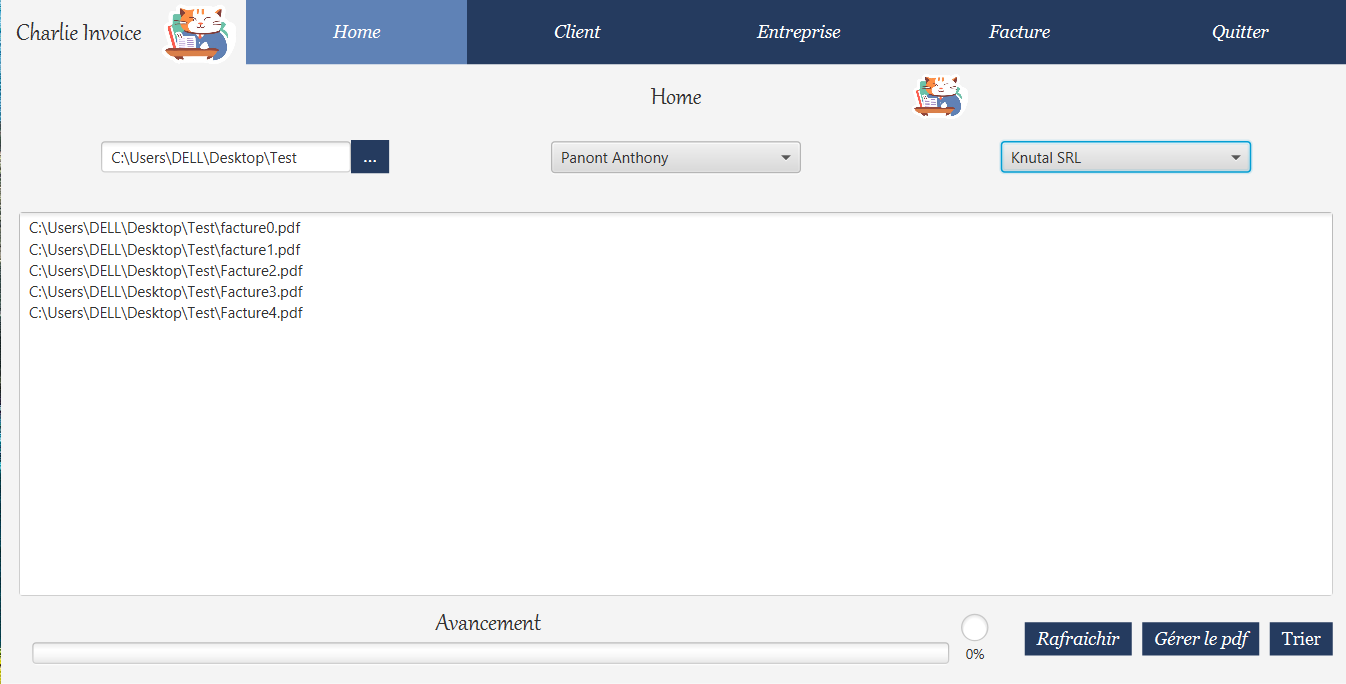 Charlie Invoice Home Client Entreprise Facture Quitter
Home
C:\Users\DELL\Desktop\Test ... Panont Anthony Knutal SRL
C:\Users\DELL\Desktop\Test\facture0.pdf
C:\Users\DELL\Desktop\Test\facture1.pdf
C:\Users\DELL\Desktop\Test\Facture2.pdf
C:\Users\DELL\Desktop\Test\Facture3.pdf
C:\Users\DELL\Desktop\Test\Facture4.pdf
Avancement
0%
Rafraichir Gérer le pdf Trier